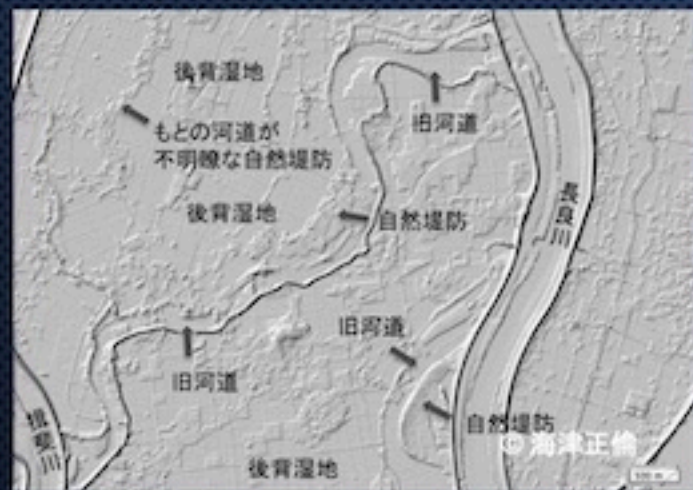 後背湿地
もとの河道が
不明瞭な自然堤防
旧河道
後背湿地
自然堤防
長良川
旧河道
旧河道
自然堤防
揖斐川
後背湿地
© 海津正倫